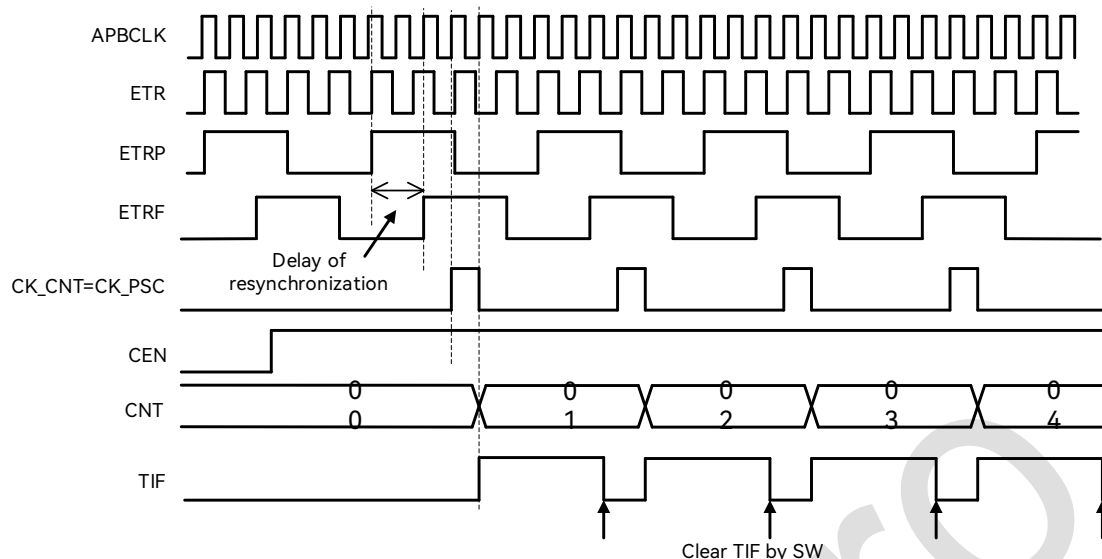 APBCLK
ETR
ETRP
ETRF
Delay of
resynchronization
CK_CNT=CK_PSC
CEN
CNT
0 0 0 0 0
0 1 2 3 4
TIF
Clear TIF by SW
ro